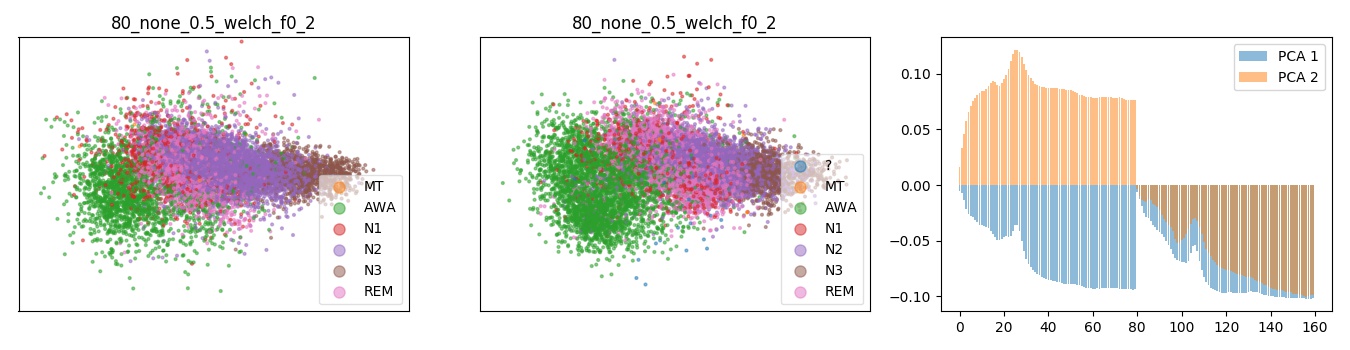 80_none_0.5_welch_f0_2
MT
AWA
N1
N2
N3
REM
80_none_0.5_welch_f0_2
?
MT
AWA
N1
N2
N3
REM
PCA 1
PCA 2
0.10
0.05
0.00
−0.05
−0.10
0 20 40 60 80 100 120 140 160